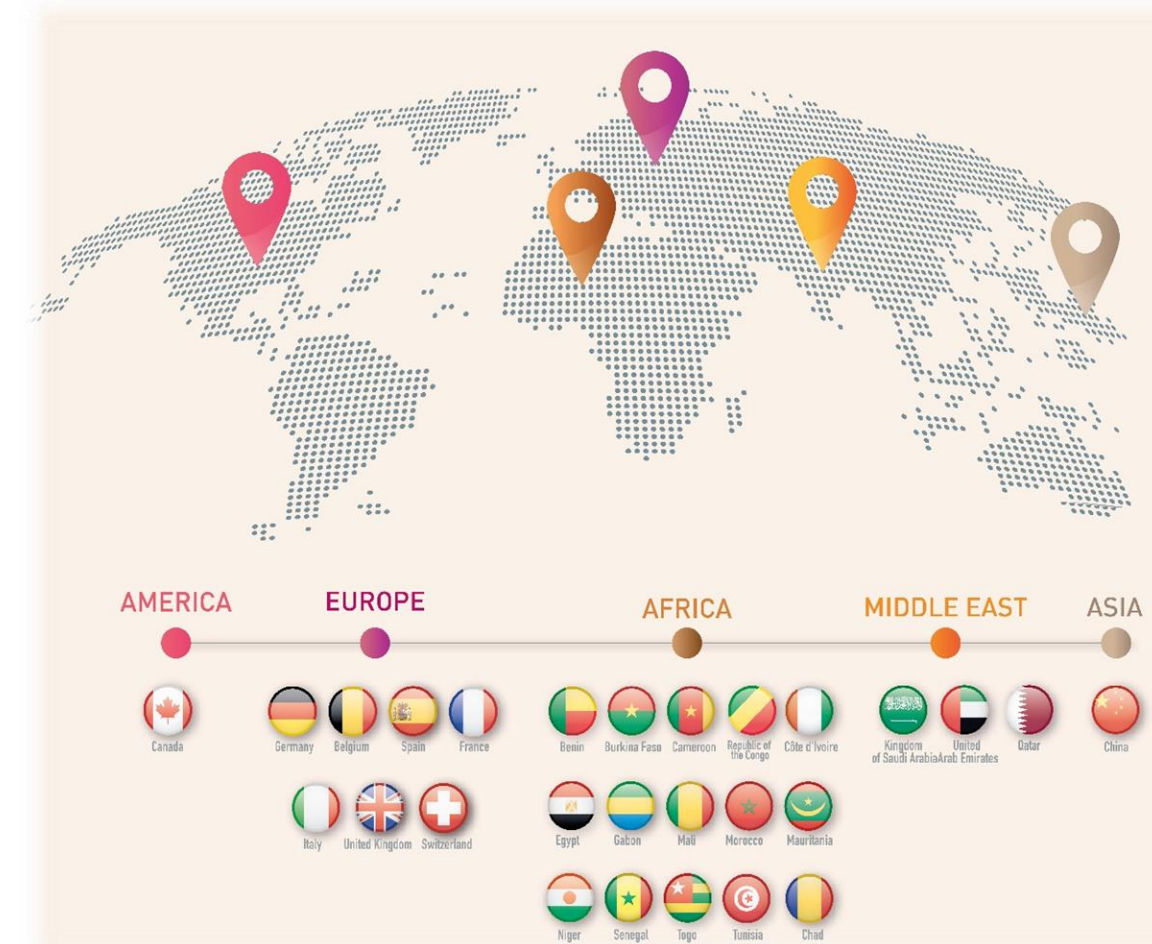 AMERICA
EUROPE
AFRICA
MIDDLE EAST
ASIA
Canada
Germany
Belgium
Spain
France
Benin
Burkina Faso
Cameroon
Republic of
the Congo
Côte d'Ivoire
Kingdom
of Saudi Arabia
United
Arab Emirates
Qatar
China
Italy
United Kingdom
Switzerland
Egypt
Gabon
Mali
Morocco
Mauritania
Niger
Senegal
Togo
Tunisia
Chad